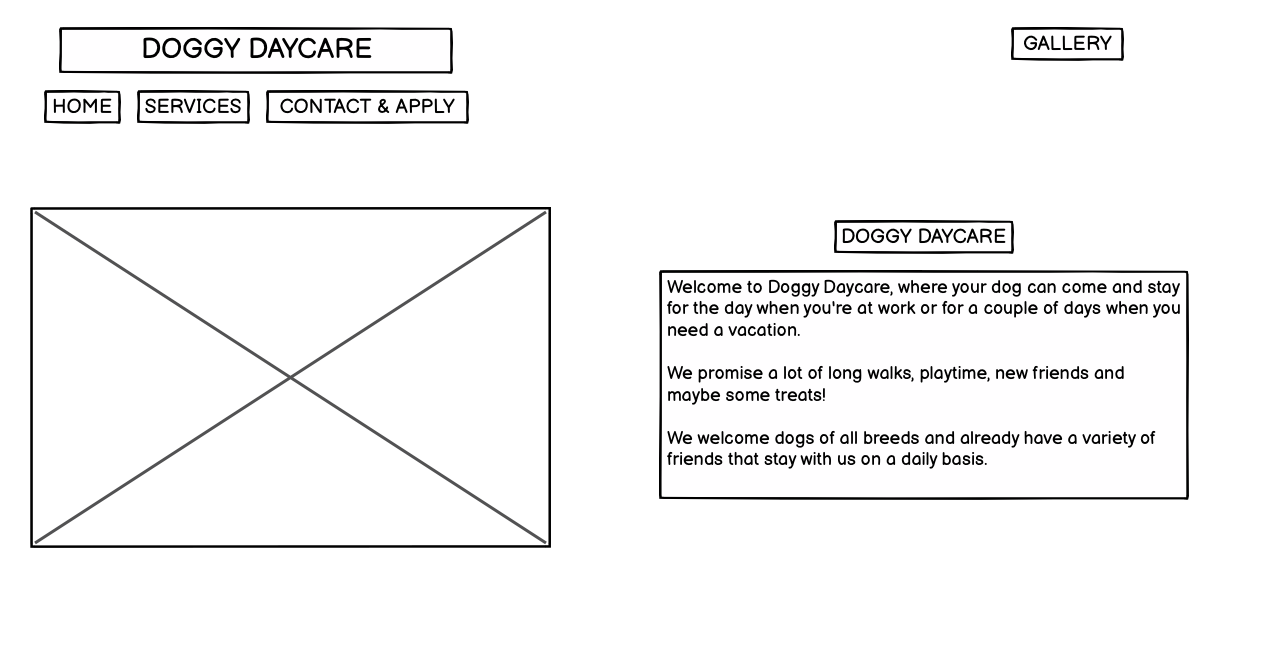 DOGGY DAYCARE
GALLERY
HOME
SERVICES
CONTACT & APPLY
DOGGY DAYCARE
Welcome to Doggy Daycare, where your dog can come and stay
for the day when you're at work or for a couple of days when you
need a vacation.
We promise a lot of long walks, playtime, new friends and
maybe some treats!
We welcome dogs of all breeds and already have a variety of
friends that stay with us on a daily basis.